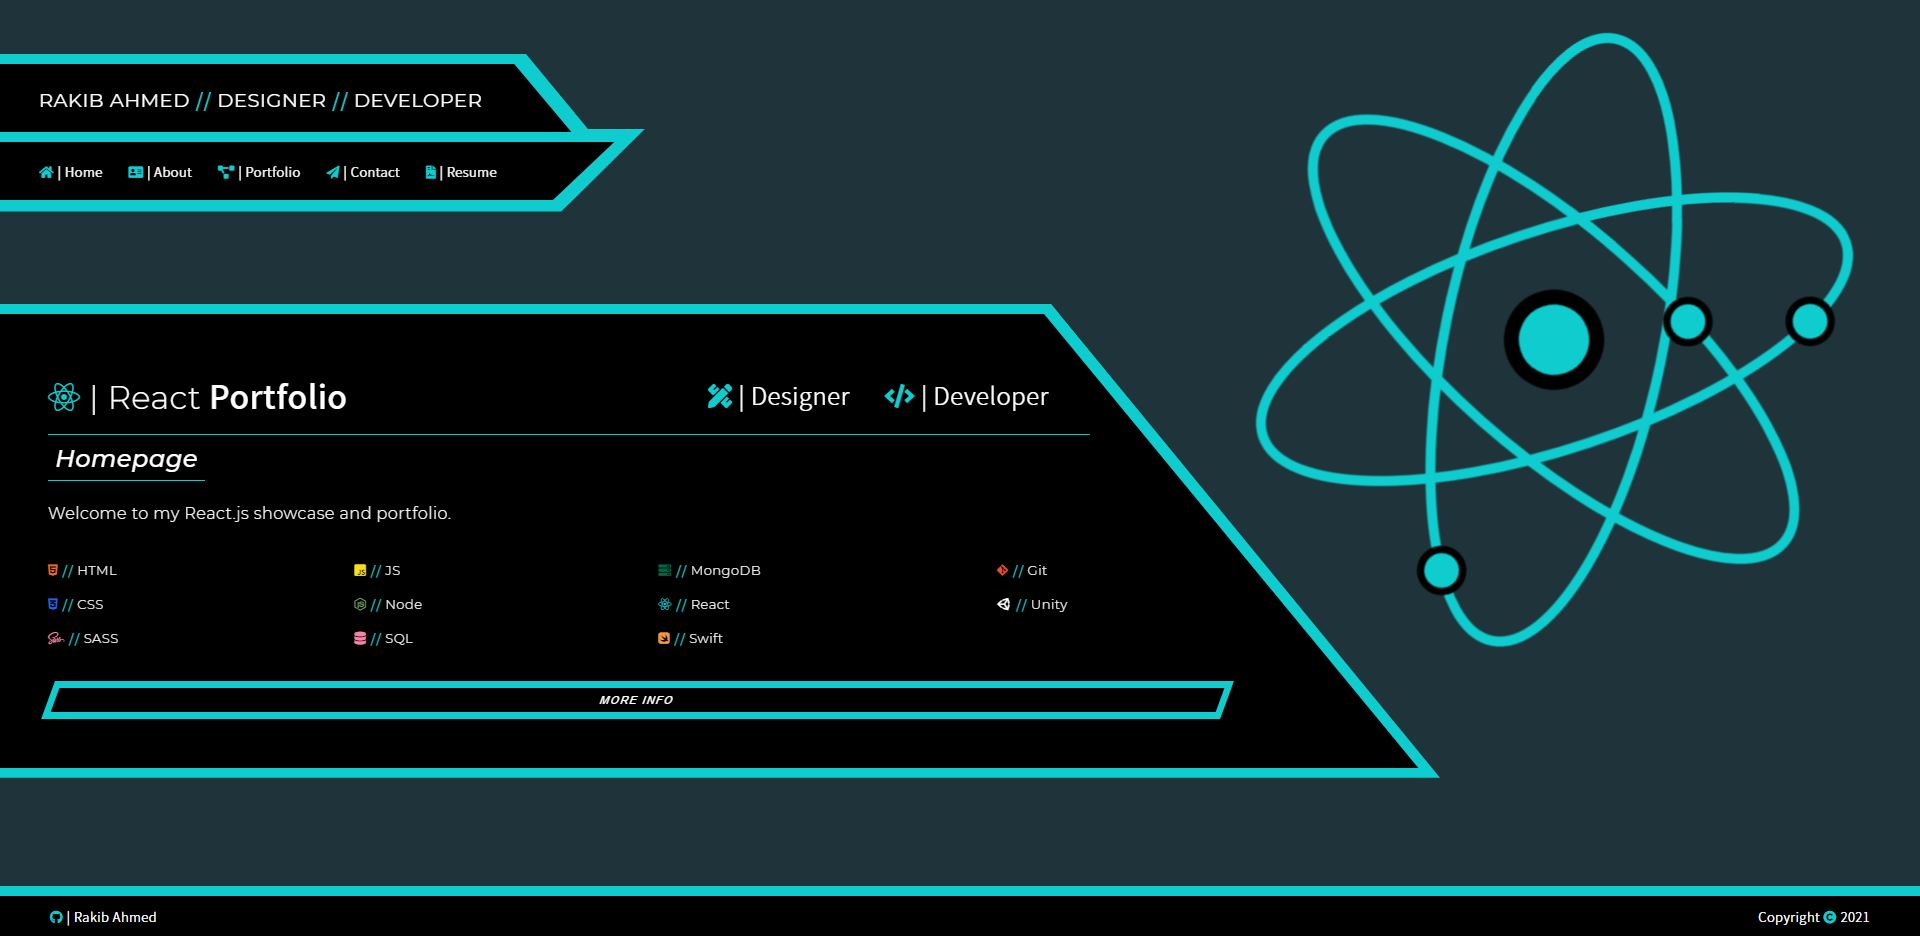 RAKIB AHMED // DESIGNER // DEVELOPER
| Home | About | Portfolio | Contact | Resume
| React Portfolio | Designer | Developer
Homepage
Welcome to my React.js showcase and portfolio.
// HTML // JS // MongoDB // Git
// CSS // Node // React // Unity
// SASS // SQL // Swift
MORE INFO
| Rakib Ahmed Copyright © 2021